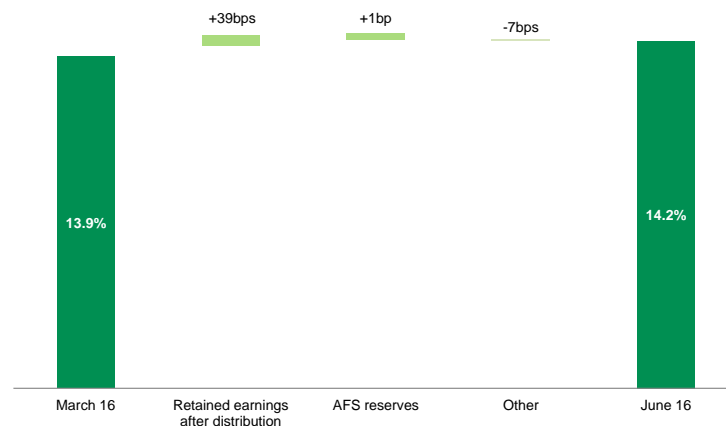 +39bps
+1bp
-7bps
13.9%
14.2%
March 16
Retained earnings
after distribution
AFS reserves
Other
June 16